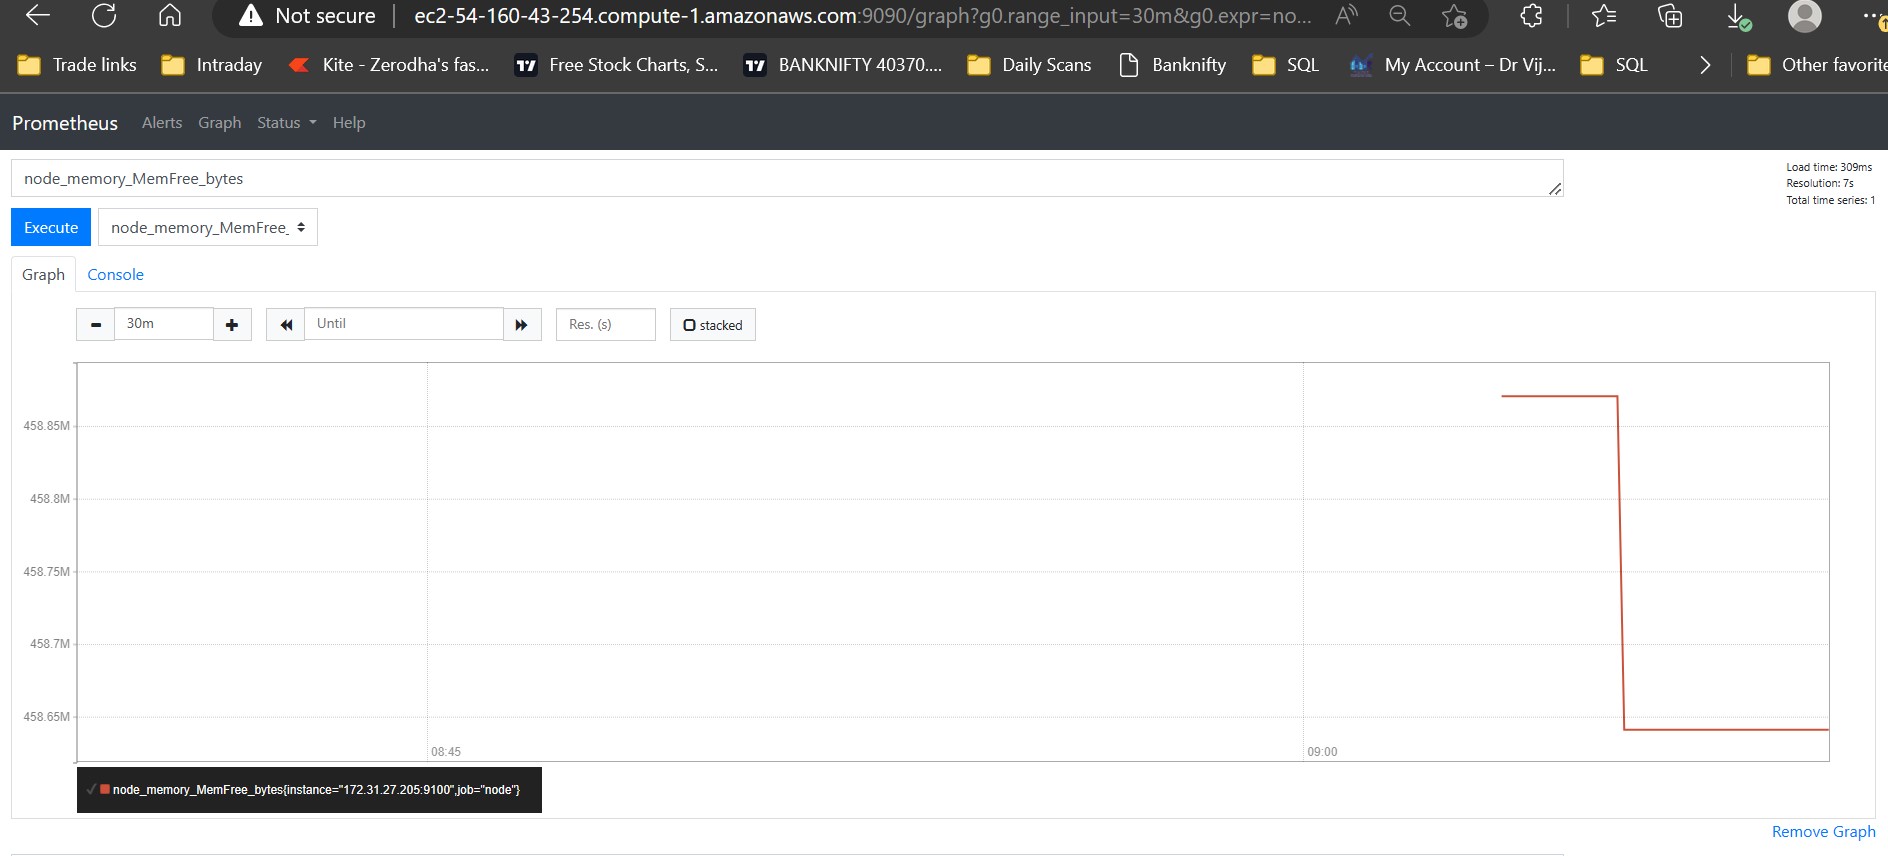 Not secure | ec2-54-160-43-254.compute-1.amazonaws.com:9090/graph?g0.range_input=30m&g0.expr=no...
Trade links Intraday Kite - Zerodha's fas... Free Stock Charts, S... BANKNIFTY 40370.... Daily Scans Banknifty SQL My Account – Dr Vij... SQL Other favorite
Prometheus Alerts Graph Status Help
node_memory_MemFree_bytes
Load time: 309ms
Resolution: 7s
Total time series: 1
Execute node_memory_MemFree_
Graph Console
30m Until Res. (s) stacked
458.85M
458.8M
458.75M
458.7M
458.65M
08:45 09:00
node_memory_MemFree_bytes{instance="172.31.27.205:9100",job="node"}
Remove Graph